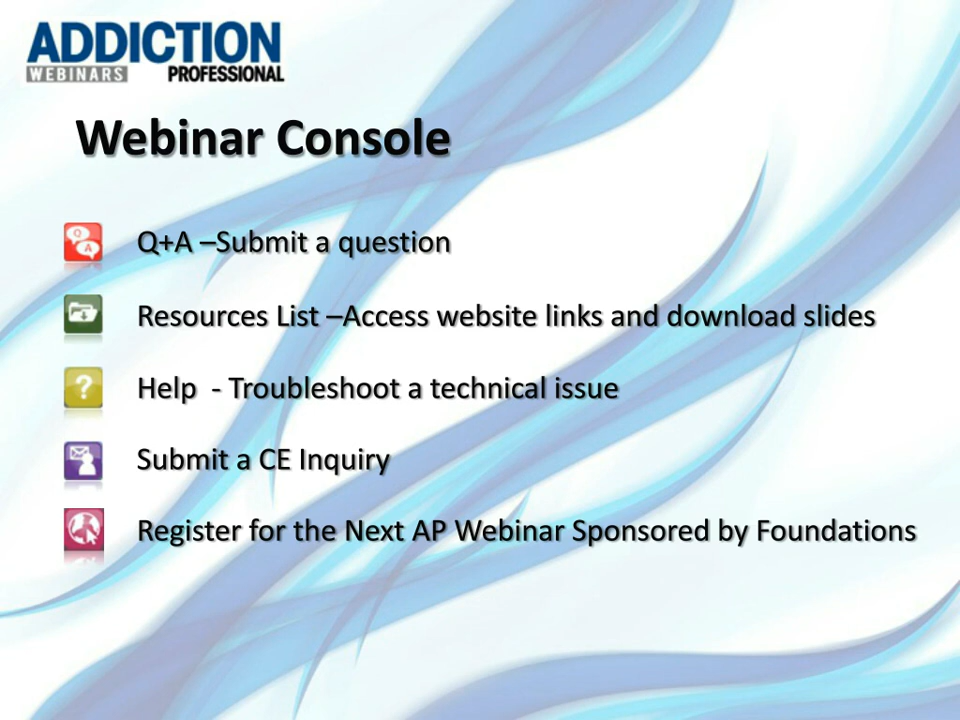 ADDICTION
WEBINARS PROFESSIONAL
Webinar Console
Q A
Q+A –Submit a question
Resources List –Access website links and download slides
?
Help - Troubleshoot a technical issue
Submit a CE Inquiry
Register for the Next AP Webinar Sponsored by Foundations